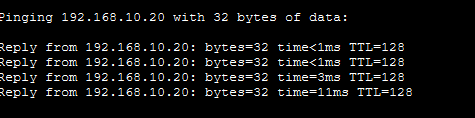 Pinging 192.168.10.20 with 32 bytes of data:
Reply from 192.168.10.20: bytes=32 time<1ms TTL=128
Reply from 192.168.10.20: bytes=32 time<1ms TTL=128
Reply from 192.168.10.20: bytes=32 time=3ms TTL=128
Reply from 192.168.10.20: bytes=32 time=11ms TTL=128